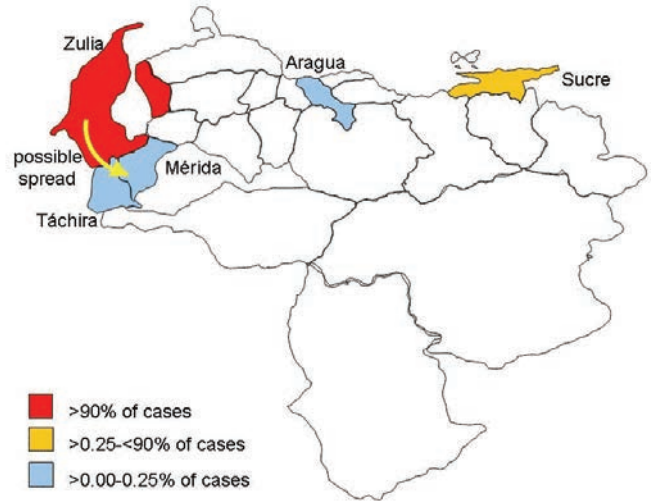 Zulia
Aragua
Sucre
possible
spread
Mérida
Táchira
>90% of cases
>0.25-<90% of cases
>0.00-0.25% of cases